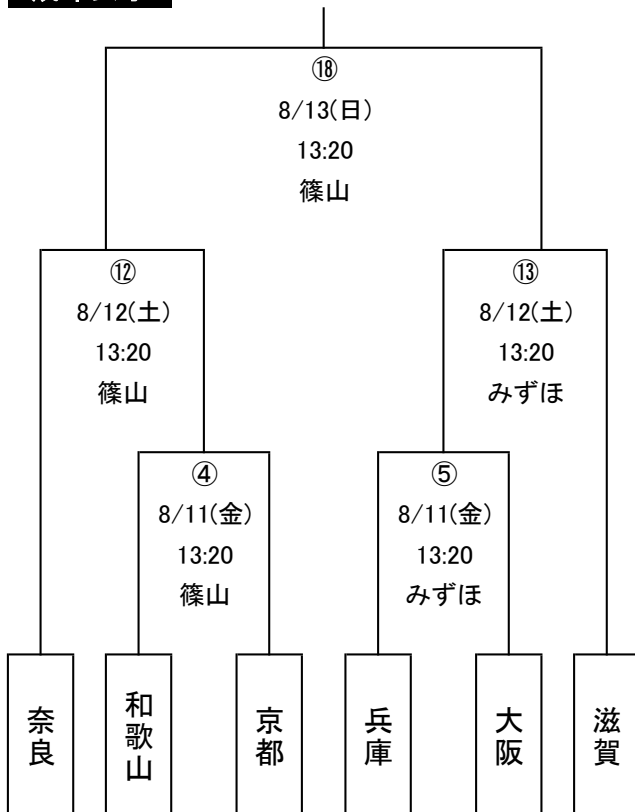 ⑱
8/13(日)
13:20
篠山
⑫
8/12(土)
13:20
篠山
⑬
8/12(土)
13:20
みずほ
④
8/11(金)
13:20
篠山
⑤
8/11(金)
13:20
みずほ
奈良
和歌山
京都
兵庫
大阪
滋賀